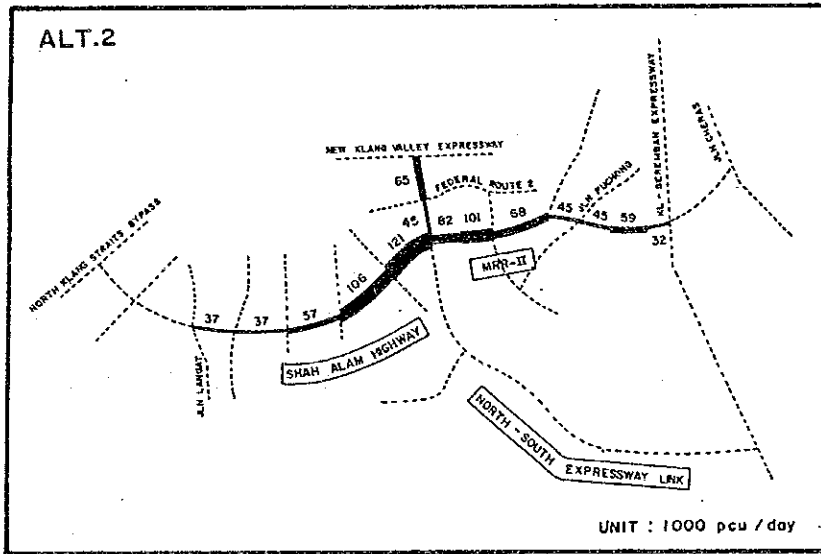 ALT.2
NEW KLANG VALLEY EXPRESSWAY
65
FEDERAL ROUTE 2
JLN PUCHONG
KL-SEREMBAN EXPRESSWAY
JLN CHERAS
NORTH KLANG STRAITS BYPASS
45
82
101
68
45
45
59
32
121
106
MRR-II
37
37
57
JLN LANGAT
SHAH ALAM HIGHWAY
NORTH - SOUTH
EXPRESSWAY LINK
UNIT : 1000 pcu / day